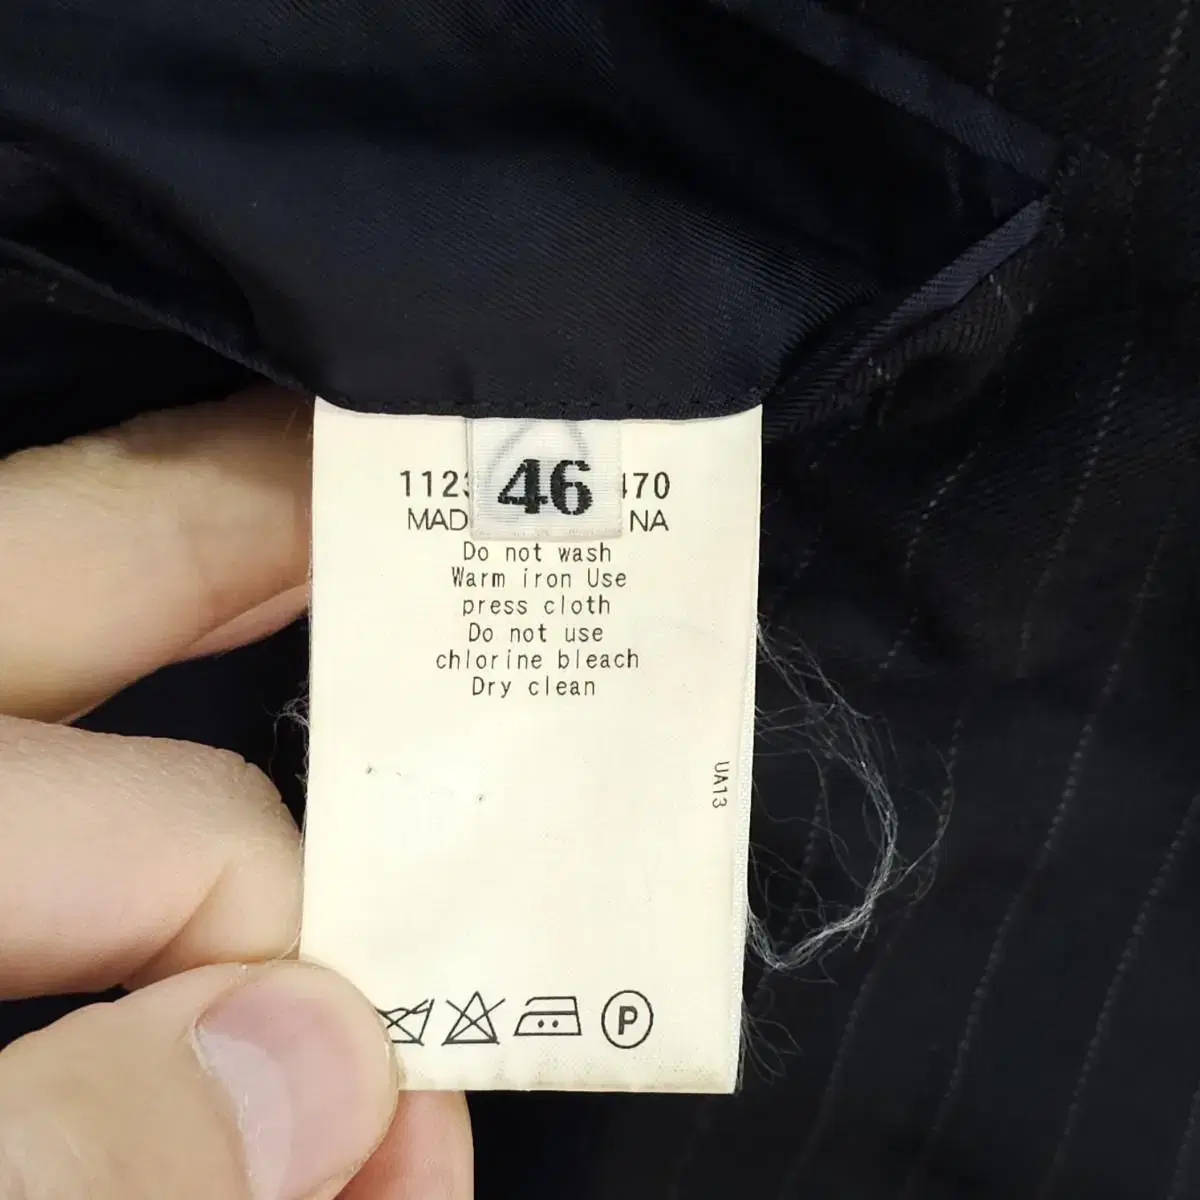 46
112 470
MAD NA
Do not wash
Warm iron Use
press cloth
Do not use
chlorine bleach
Dry clean
UA13
P